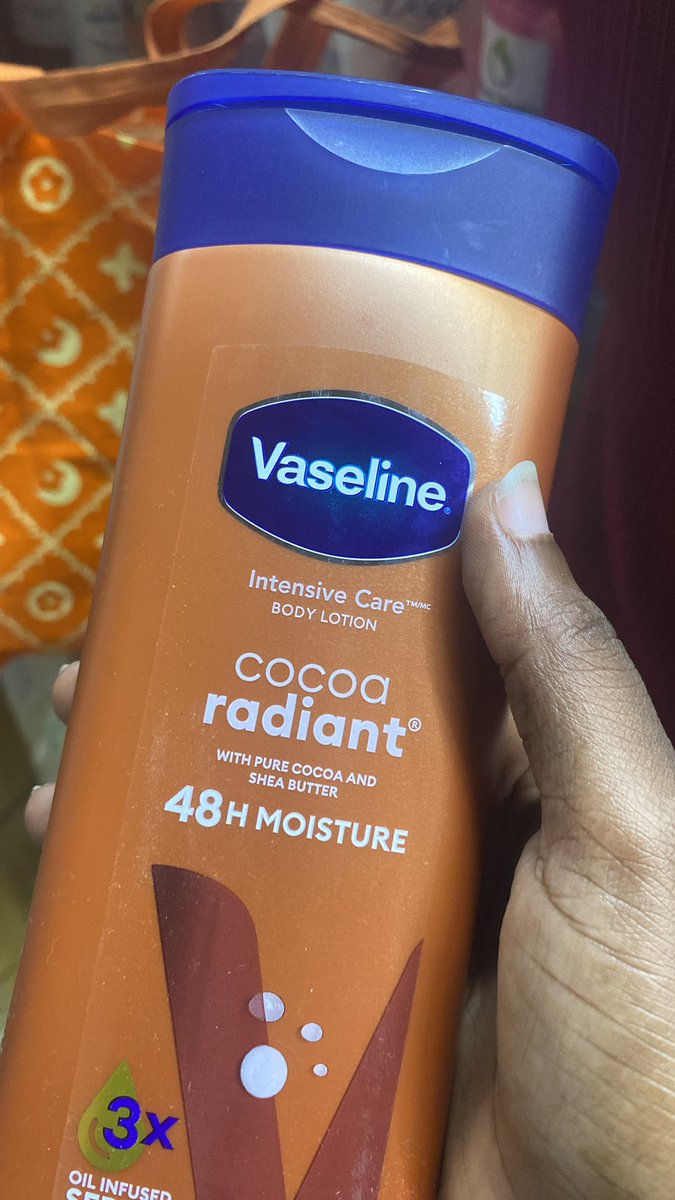 Vaseline®
Intensive Care™/MC
BODY LOTION
cocoa
radiant®
WITH PURE COCOA AND
SHEA BUTTER
48H MOISTURE
3x
OIL INFUSED